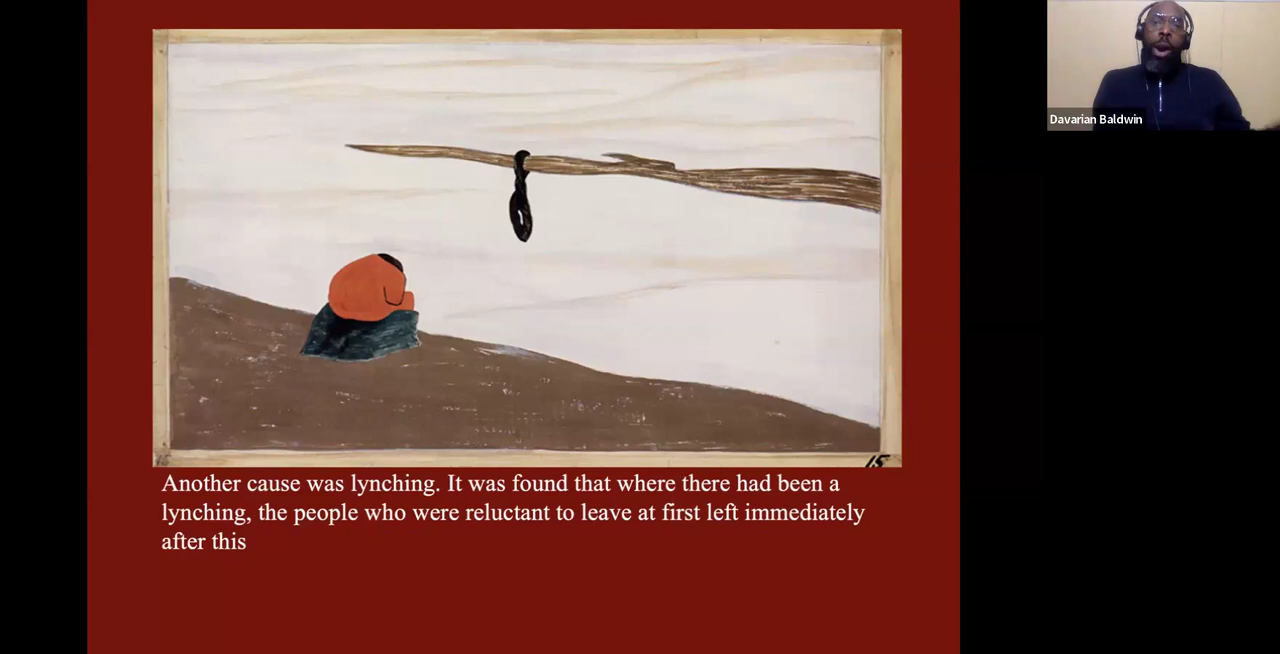 Davarian Baldwin
15
Another cause was lynching. It was found that where there had been a
lynching, the people who were reluctant to leave at first left immediately
after this